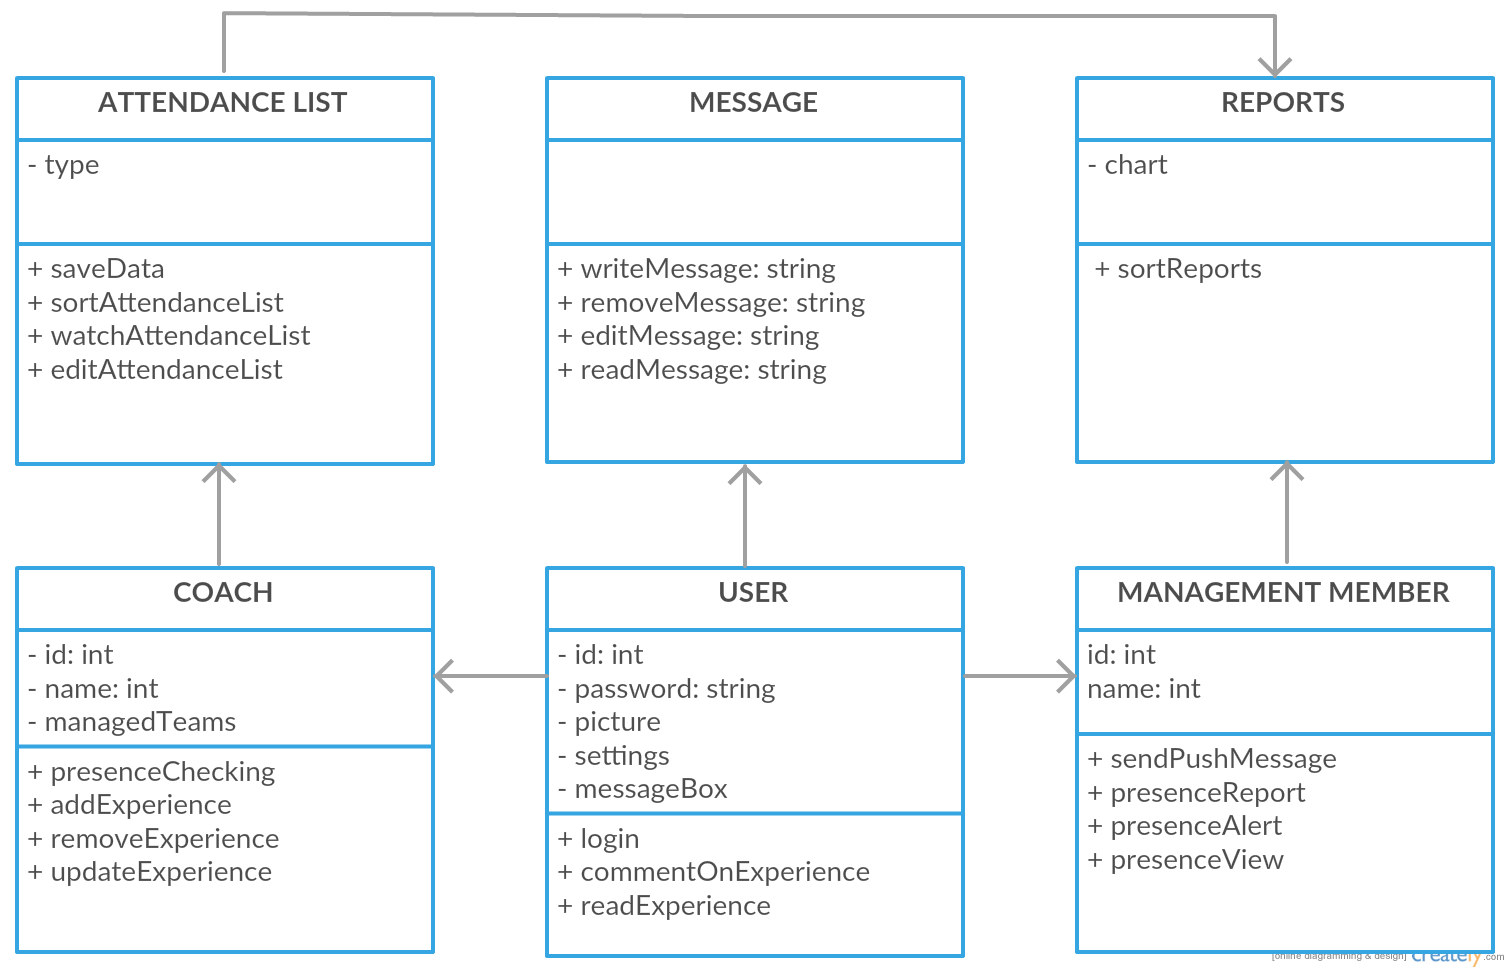 ATTENDANCE LIST
- type
+ saveData
+ sortAttendanceList
+ watchAttendanceList
+ editAttendanceList
MESSAGE
+ writeMessage: string
+ removeMessage: string
+ editMessage: string
+ readMessage: string
REPORTS
- chart
+ sortReports
COACH
- id: int
- name: int
- managedTeams
+ presenceChecking
+ addExperience
+ removeExperience
+ updateExperience
USER
- id: int
- password: string
- picture
- settings
- messageBox
+ login
+ commentOnExperience
+ readExperience
MANAGEMENT MEMBER
id: int
name: int
+ sendPushMessage
+ presenceReport
+ presenceAlert
+ presenceView
[online diagramming & design] creately.com